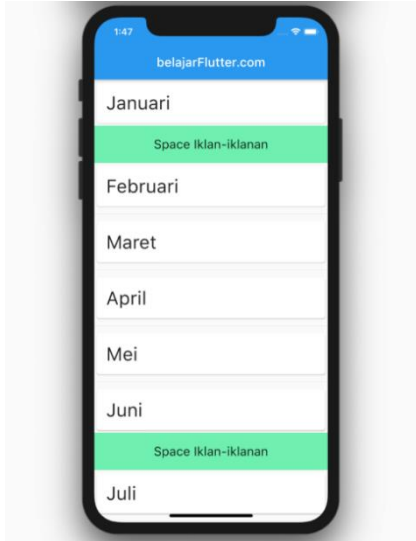 1:47
belajarFlutter.com
Januari
Space Iklan-iklanan
Februari
Maret
April
Mei
Juni
Space Iklan-iklanan
Juli